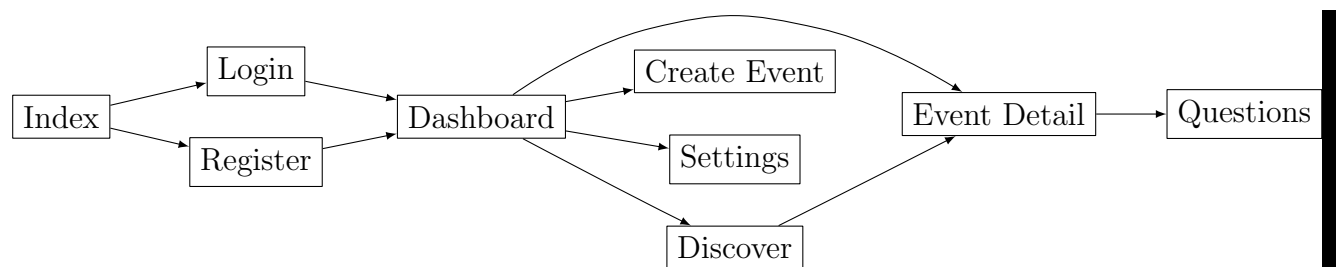 Index
Login
Register
Dashboard
Create Event
Settings
Discover
Event Detail
Questions